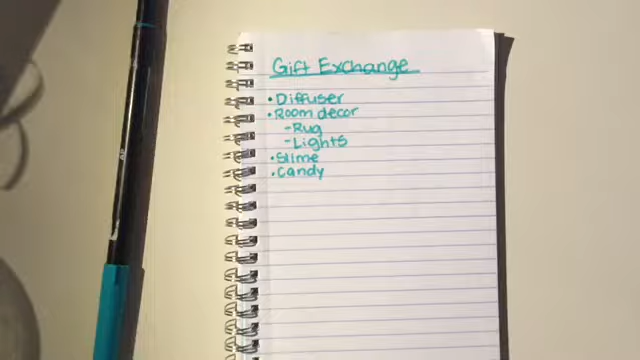 Gift Exchange
• Diffuser
• Room decor
- Rug
- Lights
• Slime
• Candy